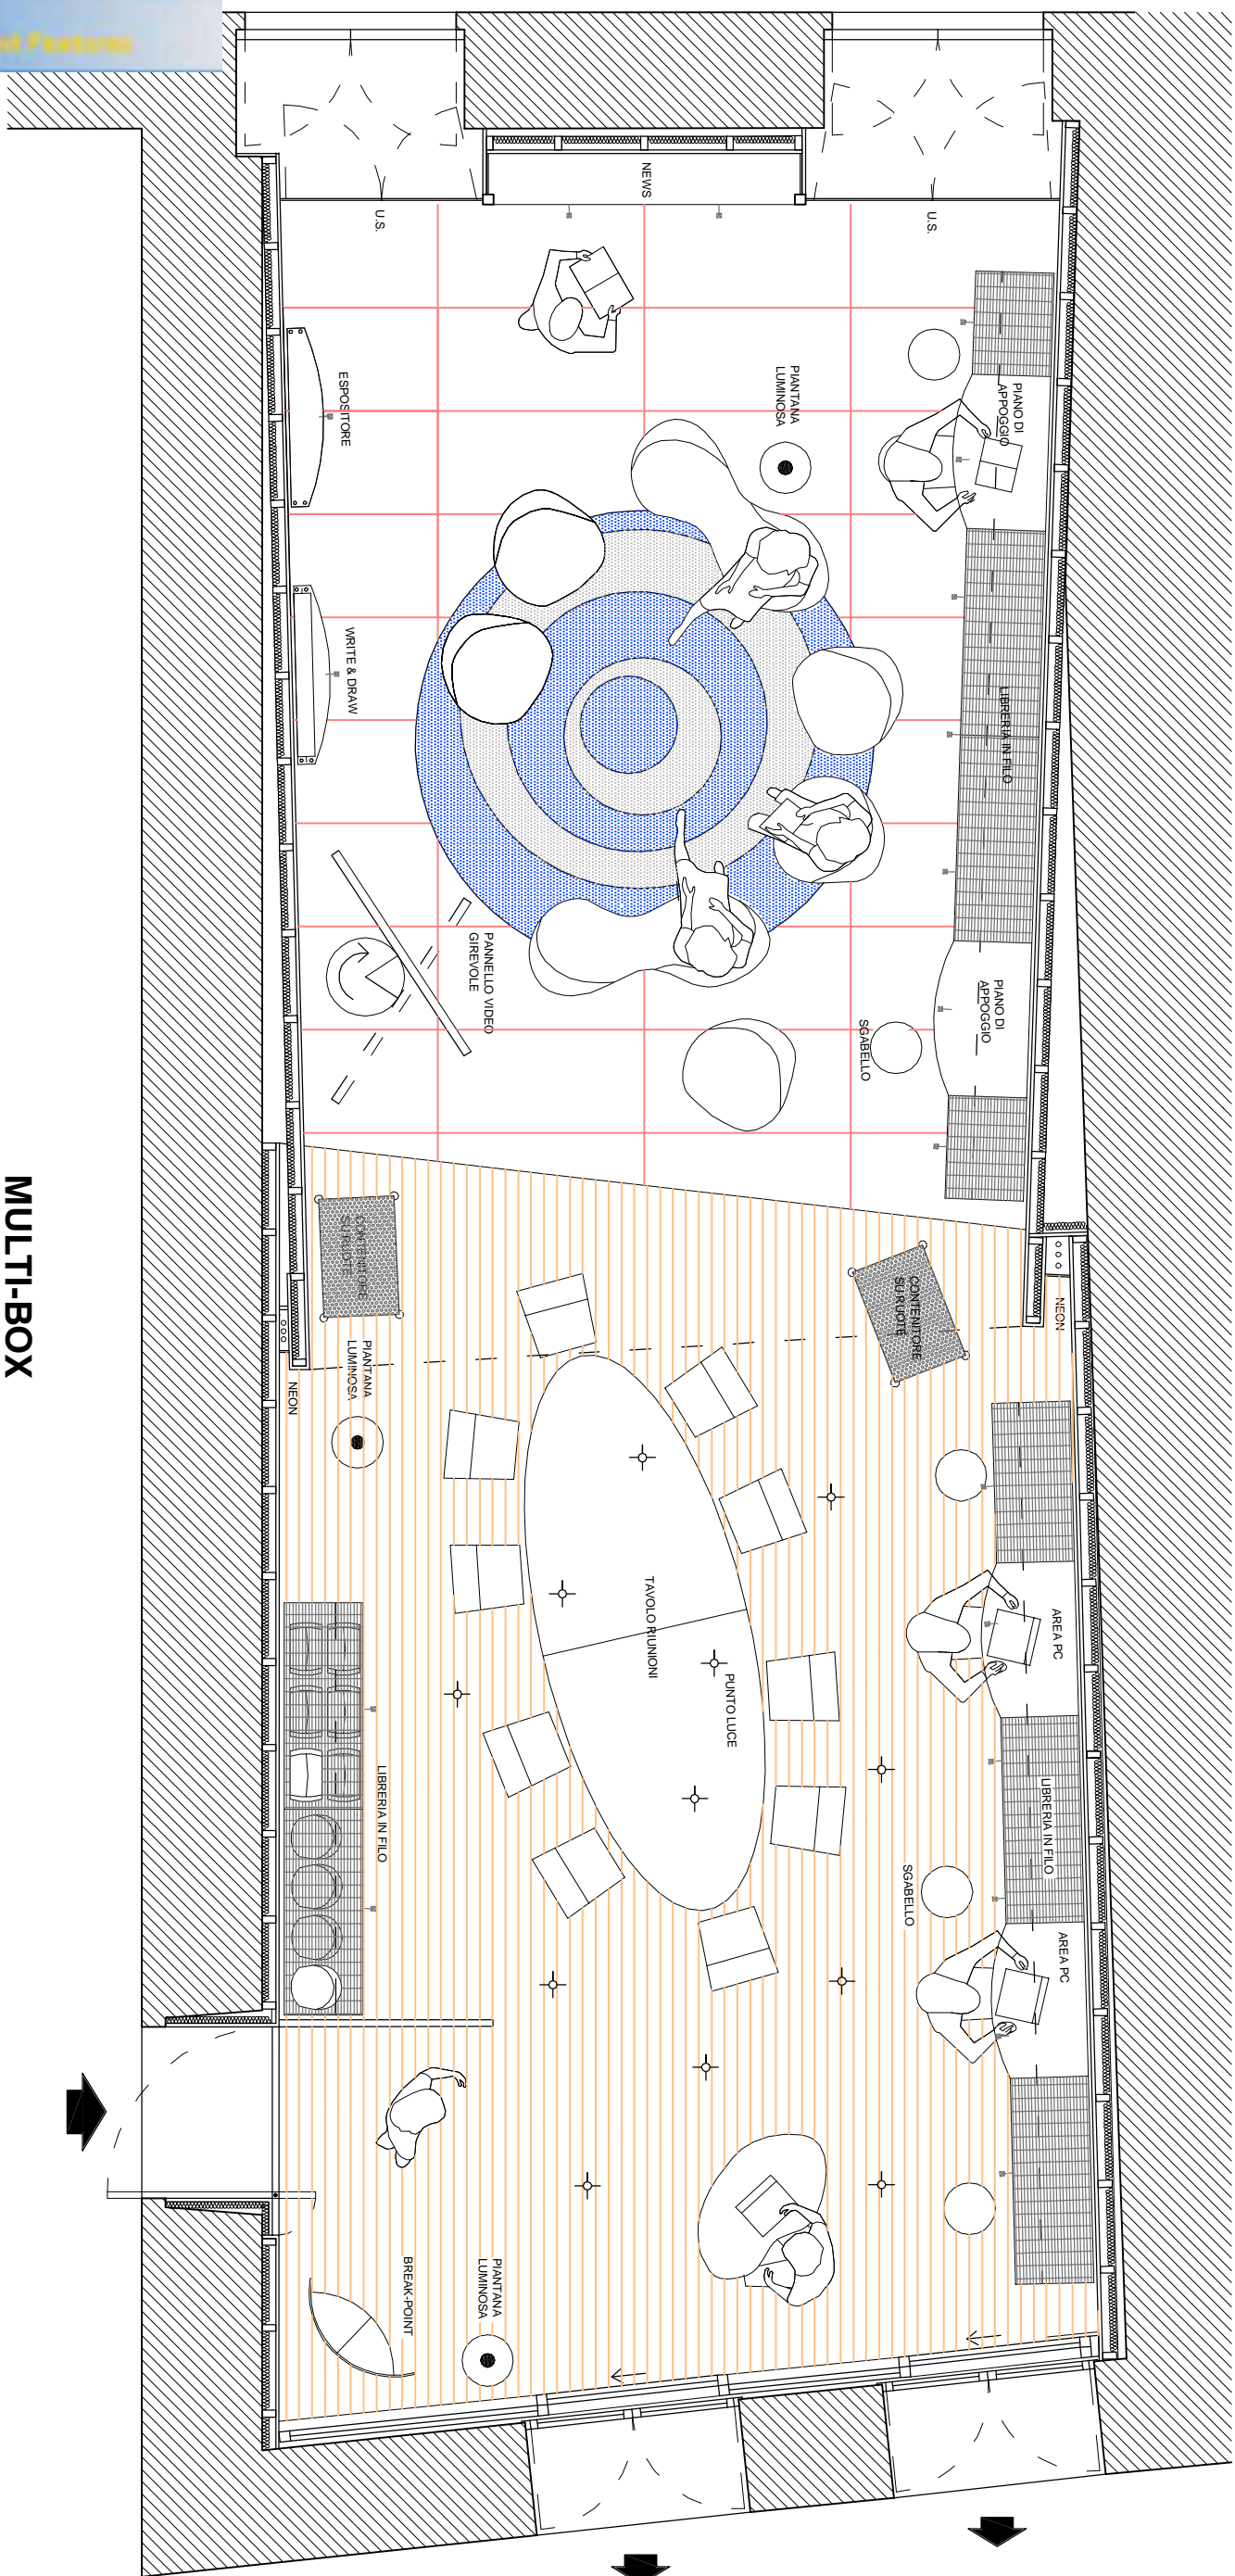 nd Features
NEWS
U.S.
U.S.
PIANTANA
LUMINOSA
PIANO DI
APPOGGIO
ESPOSITORE
WRITE & DRAW
LIBRERIA IN FILO
PANNELLO VIDEO
GIREVOLE
PIANO DI
APPOGGIO
SGABELLO
MULTI-BOX
CONTENITORE
SU RUOTE
CONTENITORE
SU RUOTE
NEON
PIANTANA
LUMINOSA
NEON
TAVOLO RIUNIONI
PUNTO LUCE
AREA PC
LIBRERIA IN FILO
LIBRERIA IN FILO
SGABELLO
AREA PC
BREAK-POINT
PIANTANA
LUMINOSA